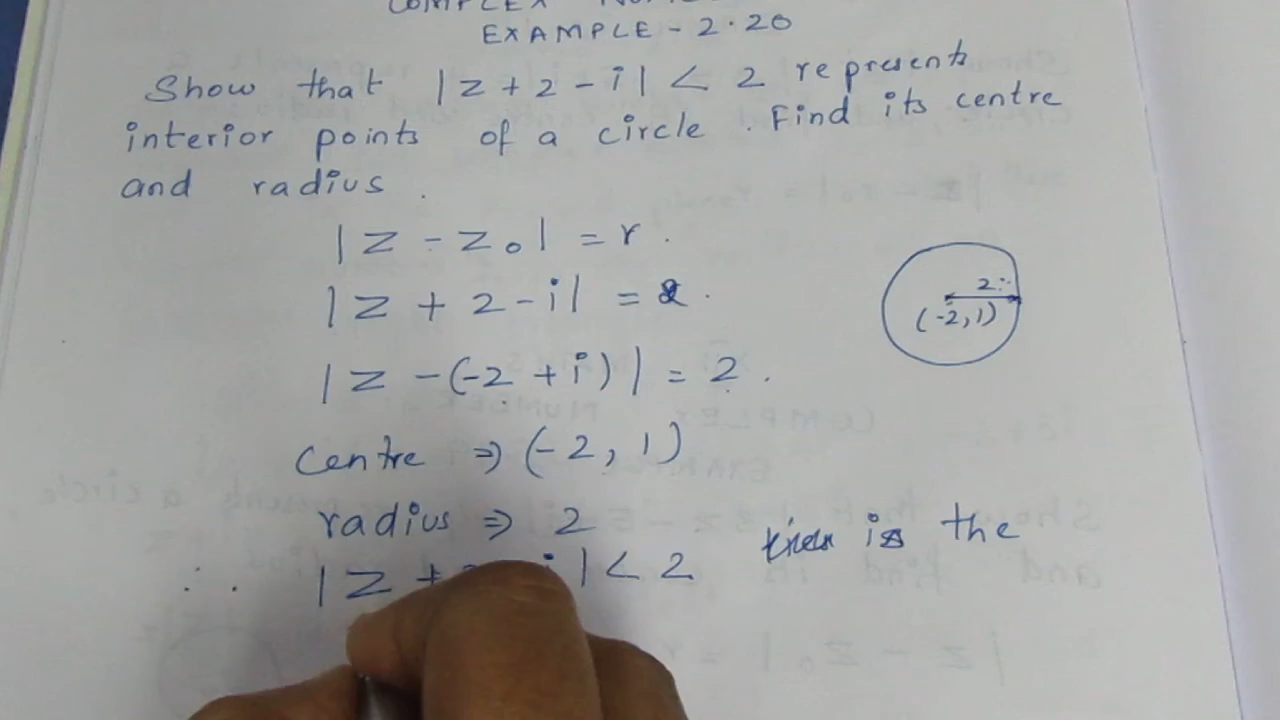 COMPLEX
EXAMPLE - 2.20
Show that |z + 2 - i| < 2 represents
interior points of a circle. Find its centre
and radius.
|z - z₀| = r.
|z + 2 - i| = 2.
|z - (-2 + i)| = 2.
centre ⇒ (-2, 1)
radius ⇒ 2
∴ |z + i| < 2 is the
2
(-2, 1)